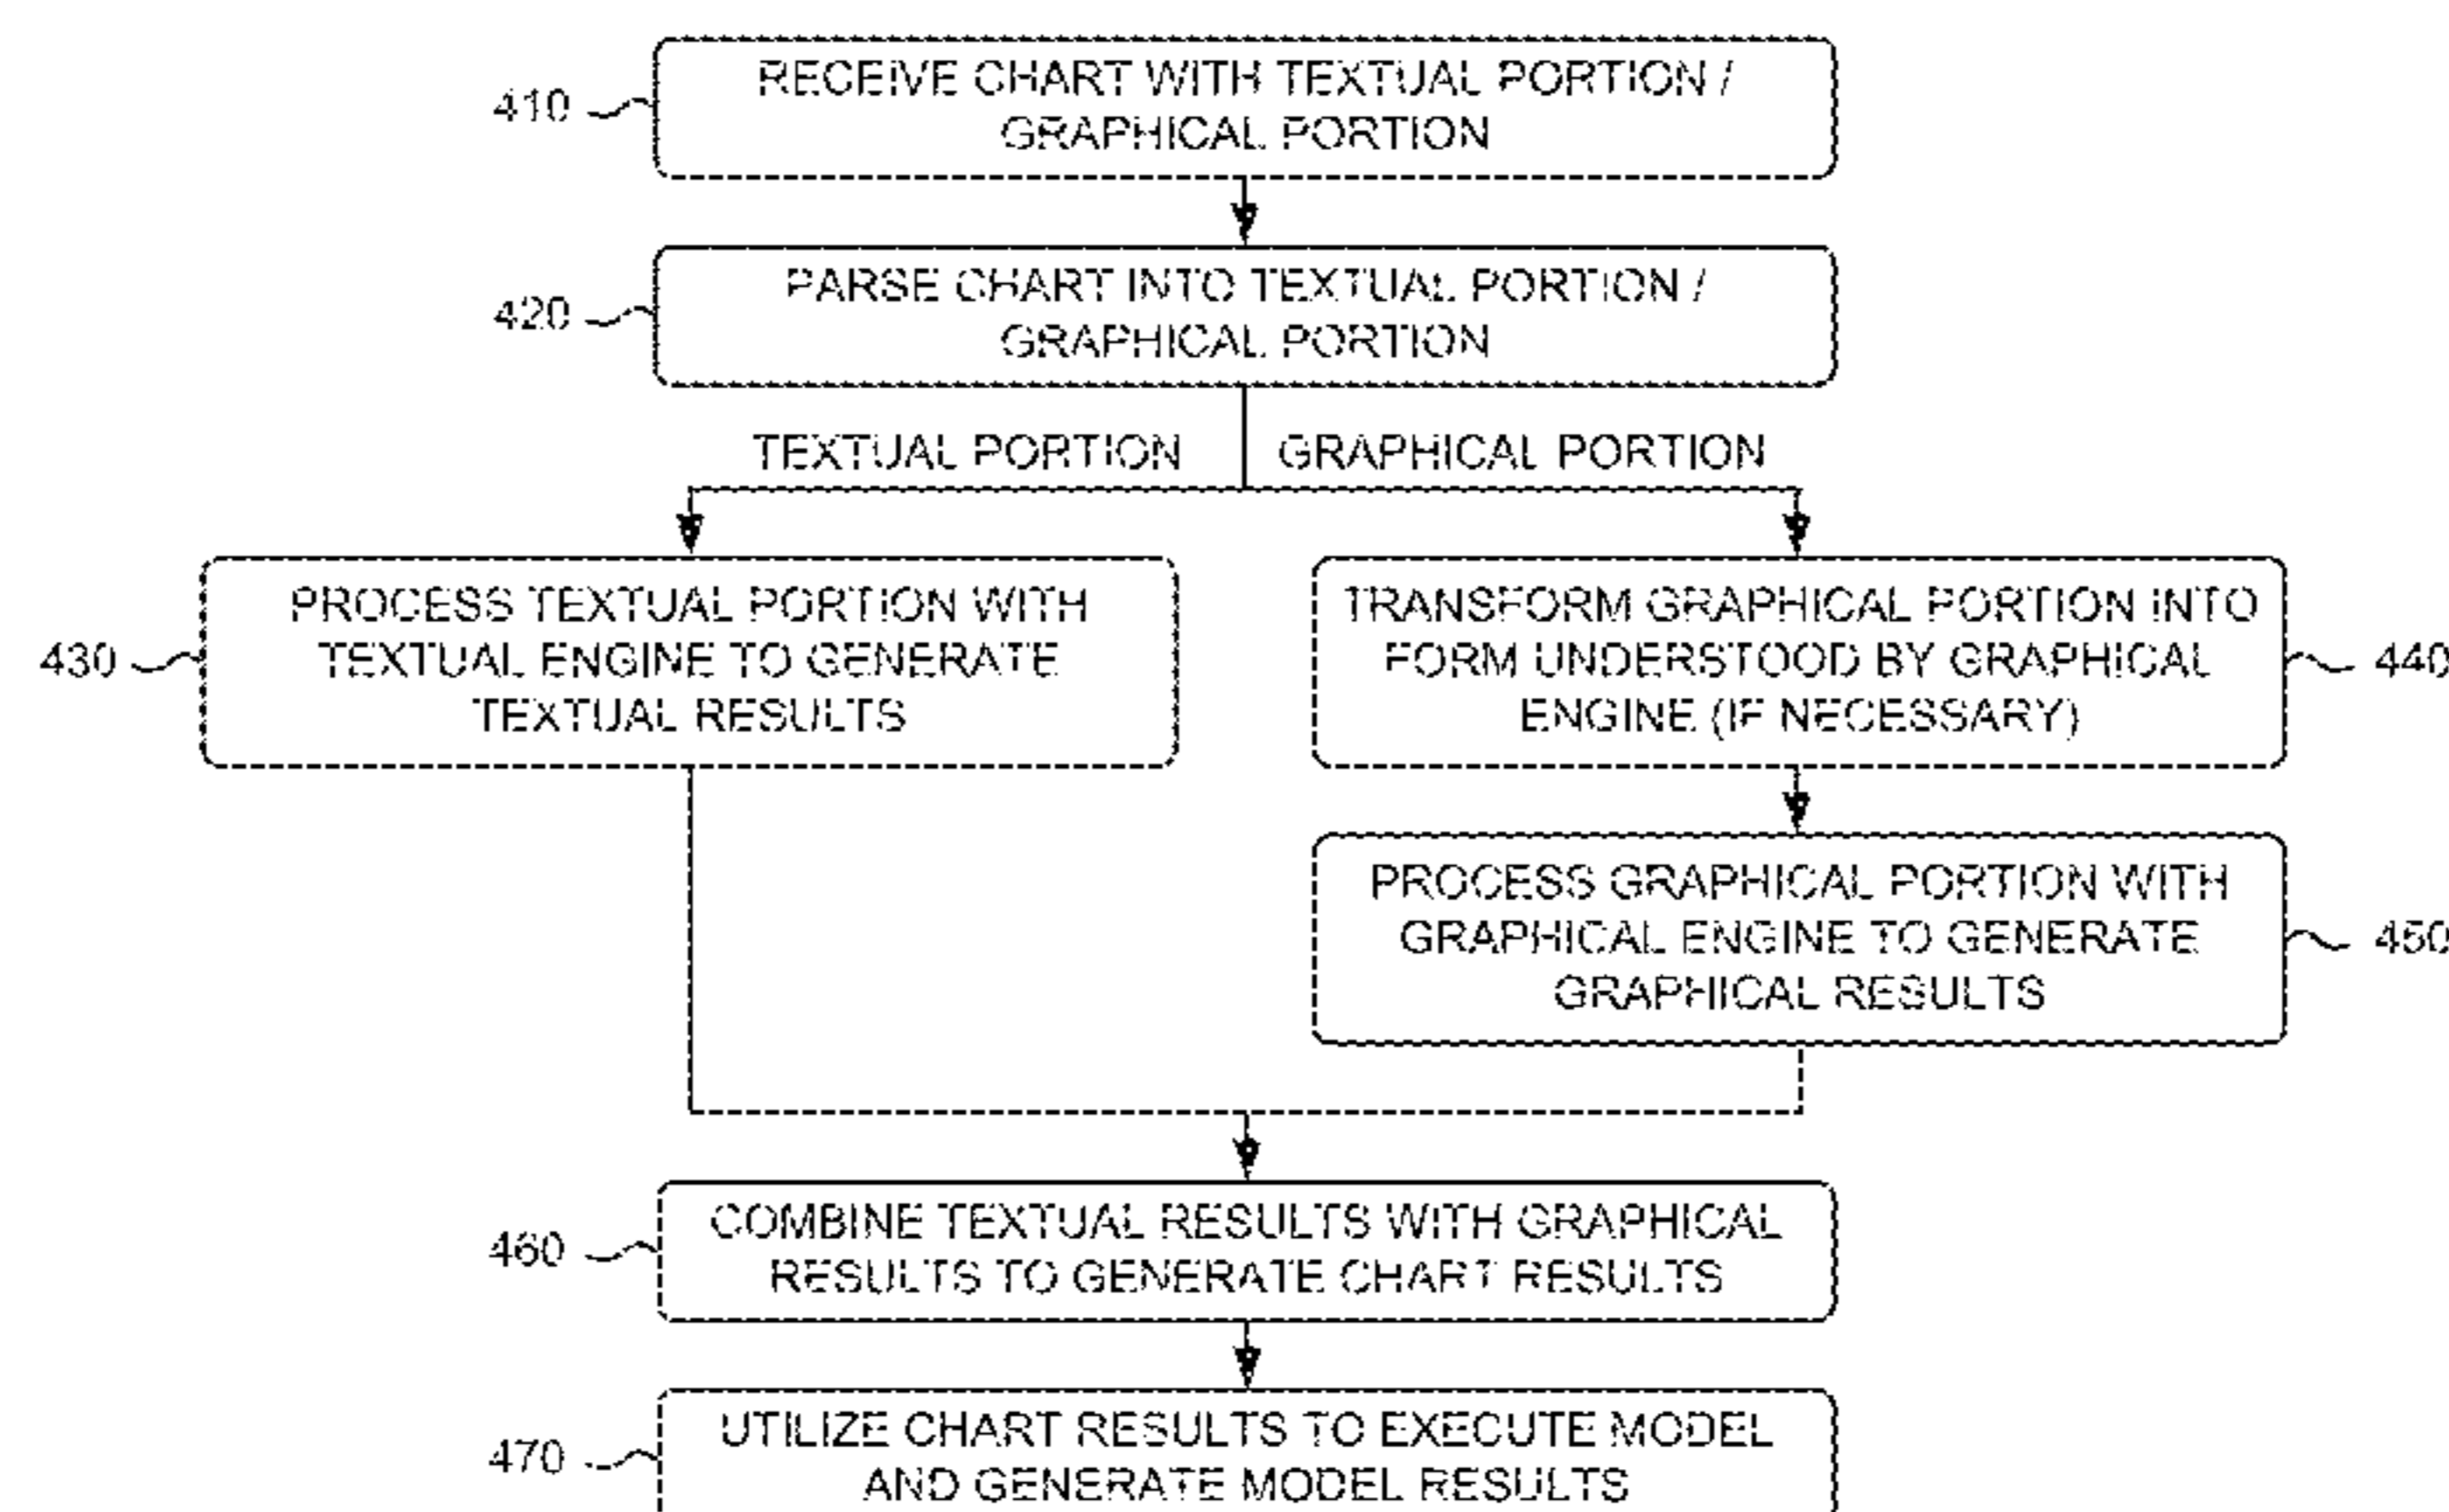 410
RECEIVE CHART WITH TEXTUAL PORTION /
GRAPHICAL PORTION
420
PARSE CHART INTO TEXTUAL PORTION /
GRAPHICAL PORTION
TEXTUAL PORTION
GRAPHICAL PORTION
430
PROCESS TEXTUAL PORTION WITH
TEXTUAL ENGINE TO GENERATE
TEXTUAL RESULTS
TRANSFORM GRAPHICAL PORTION INTO
FORM UNDERSTOOD BY GRAPHICAL
ENGINE (IF NECESSARY)
440
PROCESS GRAPHICAL PORTION WITH
GRAPHICAL ENGINE TO GENERATE
GRAPHICAL RESULTS
450
460
COMBINE TEXTUAL RESULTS WITH GRAPHICAL
RESULTS TO GENERATE CHART RESULTS
470
UTILIZE CHART RESULTS TO EXECUTE MODEL
AND GENERATE MODEL RESULTS